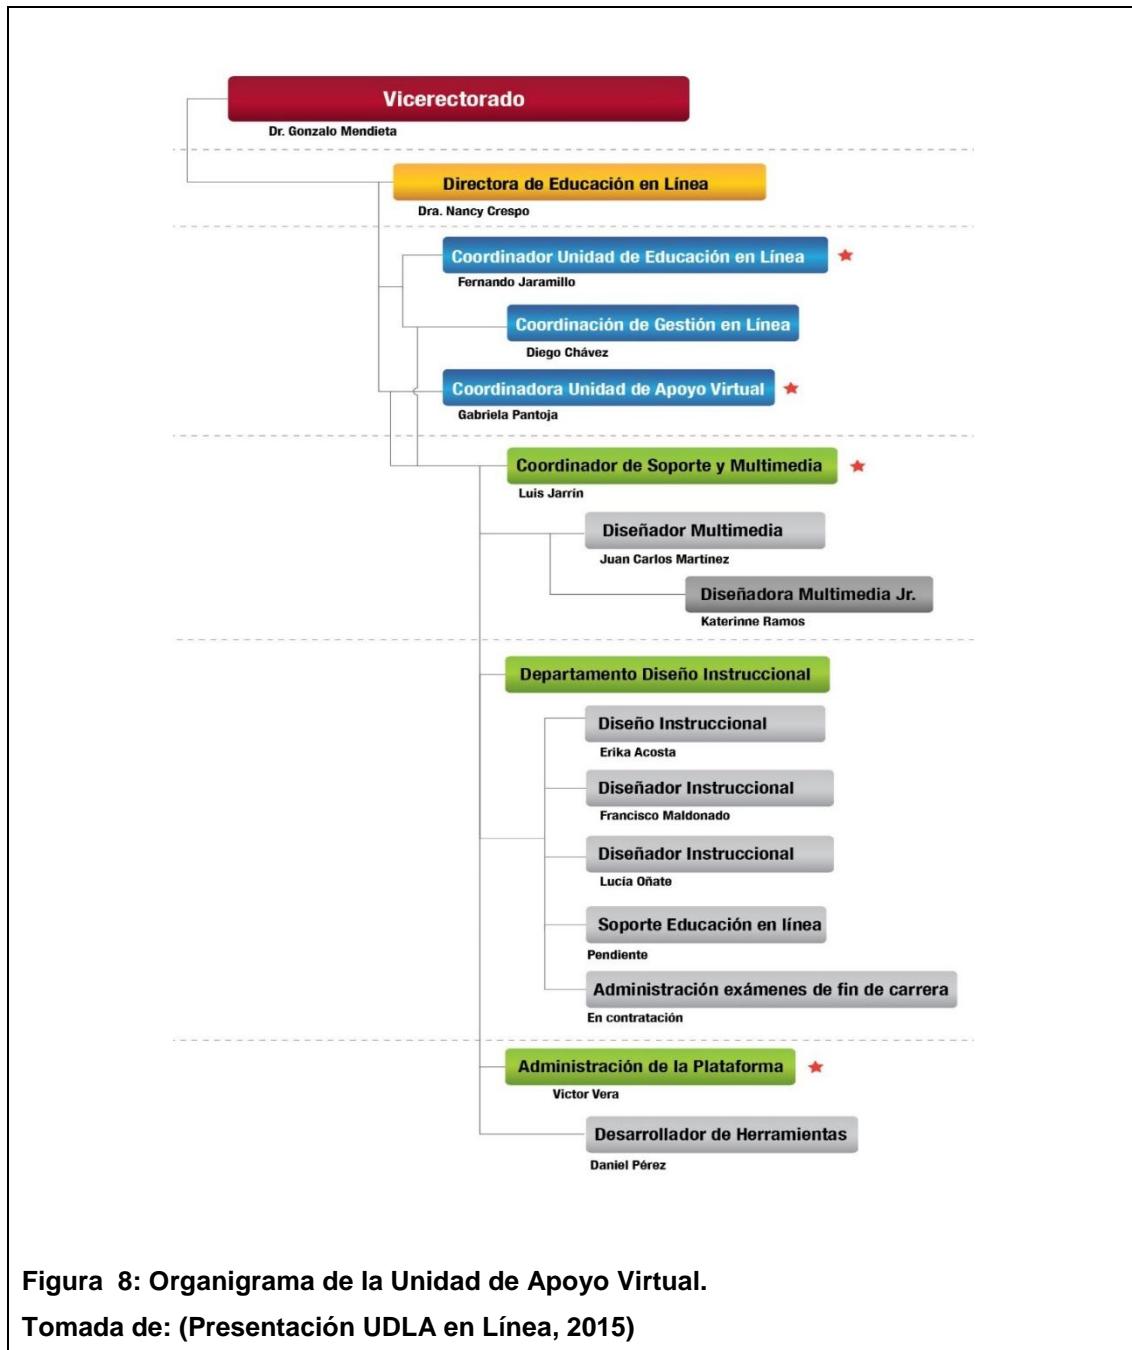 Vicerectorado
Dr. Gonzalo Mendieta
Directora de Educación en Línea
Dra. Nancy Crespo
Coordinador Unidad de Educación en Línea
Fernando Jaramillo
Coordinación de Gestión en Línea
Diego Chávez
Coordinadora Unidad de Apoyo Virtual
Gabriela Pantoja
Coordinador de Soporte y Multimedia
Luis Jarrín
Diseñador Multimedia
Juan Carlos Martínez
Diseñadora Multimedia Jr.
Katerinne Ramos
Departamento Diseño Instruccional
Diseño Instruccional
Erika Acosta
Diseñador Instruccional
Francisco Maldonado
Diseñador Instruccional
Lucía Oñate
Soporte Educación en línea
Pendiente
Administración exámenes de fin de carrera
En contratación
Administración de la Plataforma
Victor Vera
Desarrollador de Herramientas
Daniel Pérez
Figura  8: Organigrama de la Unidad de Apoyo Virtual.
Tomada de: (Presentación UDLA en Línea, 2015)